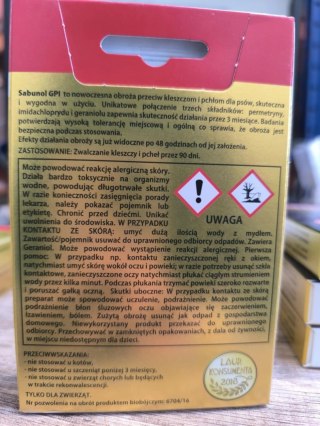 Sabunol GPI to nowoczesna obroża przeciw kleszczom i pchłom dla psów, skuteczna
i wygodna w użyciu. Unikatowe połączenie trzech składników: permetryny,
imidachloprydu i geraniolu zapewnia skuteczność działania przez 3 miesiące. Badania
potwierdzają wysoką tolerancję miejscową i ogólną co sprawia, że obroża jest
bezpieczna podczas stosowania.
Efekty działania obroży są już widoczne po 48 godzinach od jej założenia.
ZASTOSOWANIE: Zwalczanie kleszczy i pcheł przez 90 dni.
Może powodować reakcję alergiczną skóry.
Działa bardzo toksycznie na organizmy
wodne, powodując długotrwałe skutki.
W razie konieczności zasięgnięcia porady
lekarza, należy pokazać pojemnik lub
etykietę. Chronić przed dziećmi. Unikać
uwolnienia do środowiska. W PRZYPADKU
KONTAKTU ZE SKÓRĄ: umyć dużą ilością wody z mydłem.
UWAGA
Zawartość/pojemnik usuwać do uprawnionego odbiorcy odpadów. Zawiera
Geraniol. Może powodować wystąpienie reakcji alergicznej. Pierwsza
pomoc: W przypadku np. kontaktu zanieczyszczonej ręki z okiem,
natychmiast umyć skórę wokół oczu i powieki; w razie potrzeby usunąć szkła
kontaktowe, zanieczyszczone oczy natychmiast płukać ciągłym strumieniem
wody przez kilka minut. Podczas płukania trzymać powieki szeroko rozwarte
i poruszać gałką oczną. Skutki uboczne: W przypadku kontaktu ze skórą
preparat może spowodować uczulenie, podrażnienie. Może powodować
podrażnienie błon śluzowych oczu objawiające się zaczerwienieniem,
łzawieniem, bólem. Zużytą obrożę usunąć jak odpad z gospodarstwa
domowego. Niewykorzystany produkt przekazać do uprawnionego
odbiorcy. Przechowywać w zamkniętych opakowaniach, z dala od żywności,
w miejscu niedostępnym dla dzieci.
PRZECIWWSKAZANIA:
- nie stosować u kotów,
- nie stosować u szczeniąt poniżej 3 miesięcy,
- nie stosować u zwierząt chorych lub będących
w trakcie rekonwalescencji.
TYLKO DLA ZWIERZĄT.
Nr pozwolenia na obrót produktem biobójczym: 6704/16
LAUR
KONSUMENTA
2018